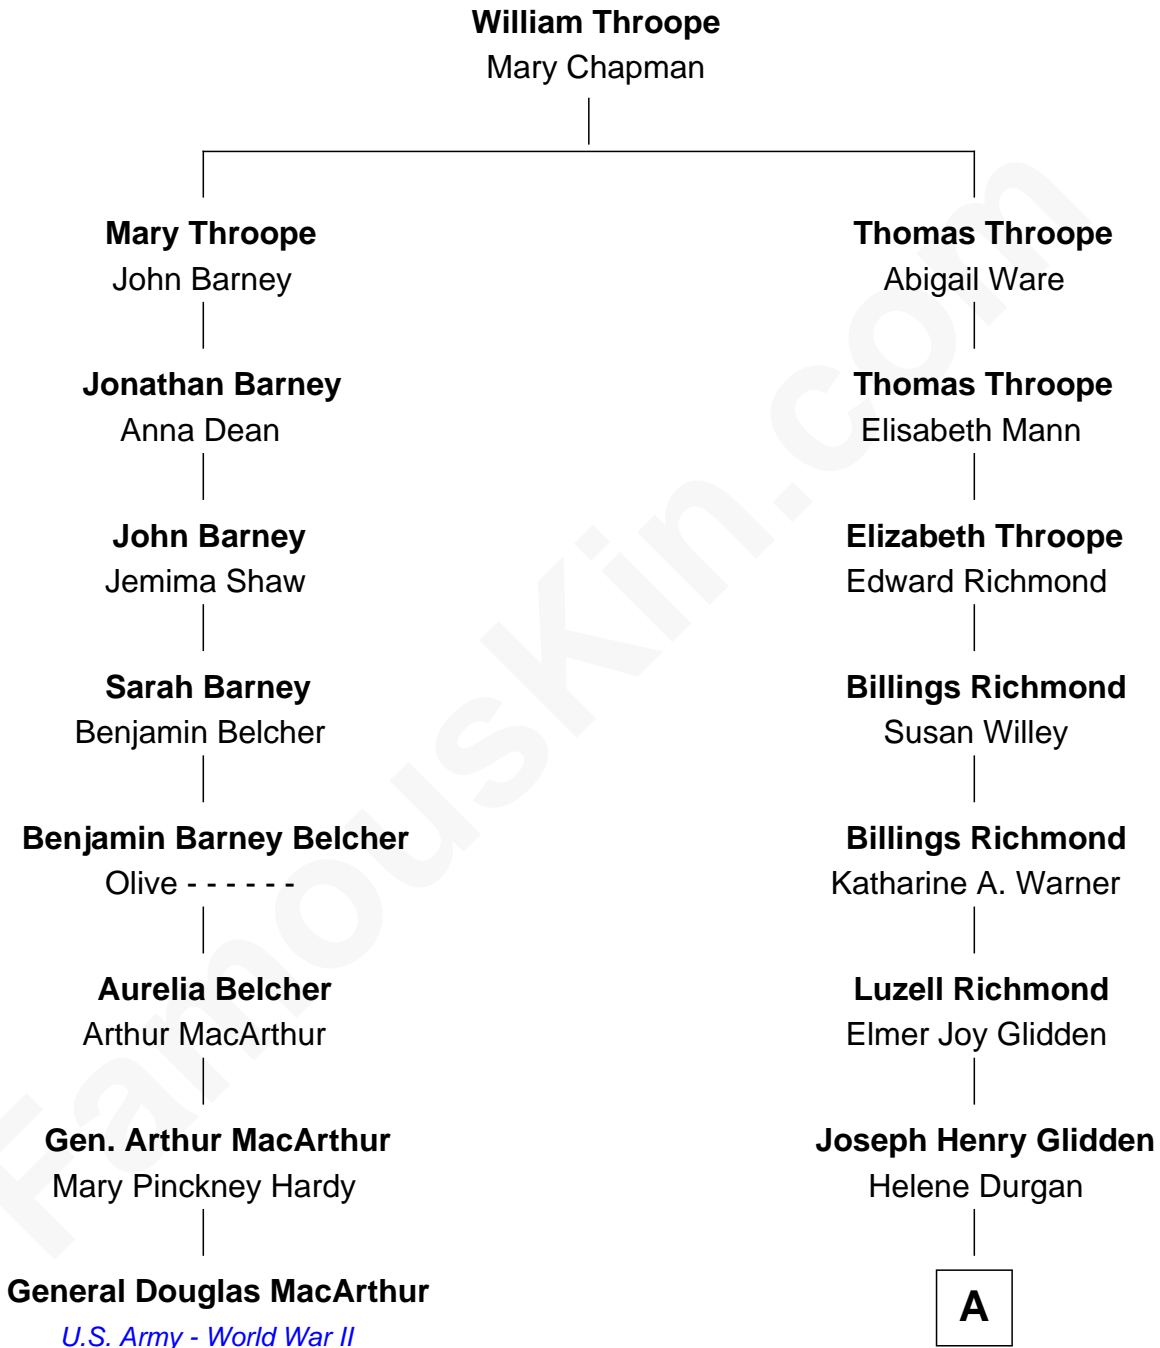 William Throope
Mary Chapman
Mary Throope
John Barney
Thomas Throope
Abigail Ware
Jonathan Barney
Anna Dean
Thomas Throope
Elisabeth Mann
John Barney
Jemima Shaw
Elizabeth Throope
Edward Richmond
Sarah Barney
Benjamin Belcher
Billings Richmond
Susan Willey
Benjamin Barney Belcher
Olive - - - - - -
Billings Richmond
Katharine A. Warner
Aurelia Belcher
Arthur MacArthur
Luzell Richmond
Elmer Joy Glidden
Gen. Arthur MacArthur
Mary Pinckney Hardy
Joseph Henry Glidden
Helene Durgan
General Douglas MacArthur
U.S. Army - World War II
A
FamousKin.com